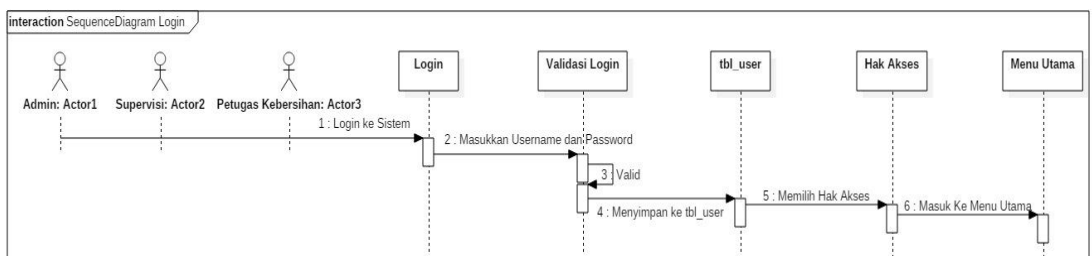 interaction SequenceDiagram Login
Login
Validasi Login
tbl_user
Hak Akses
Menu Utama
Admin: Actor1
Supervisi: Actor2
Petugas Kebersihan: Actor3
1 : Login ke Sistem
2 : Masukkan Username dan Password
3 : Valid
4 : Menyimpan ke tbl_user
5 : Memilih Hak Akses
6 : Masuk Ke Menu Utama